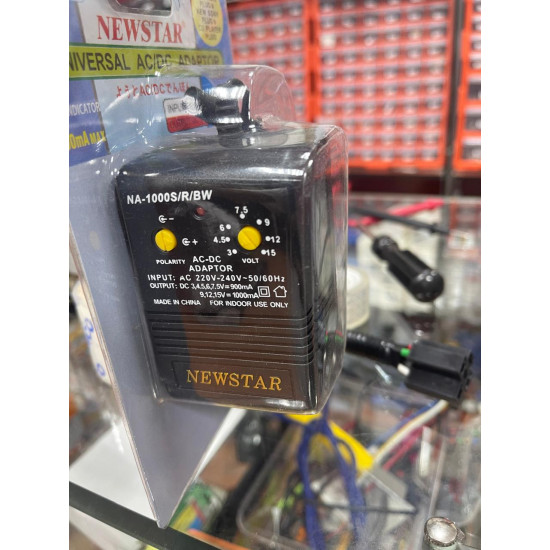 NEWSTAR
UNIVERSAL AC/DC ADAPTOR
INDICATOR
INPUT
NA-1000S/R/BW
7.5
6
9
4.5
12
3
15
POLARITY
VOLT
AC-DC
ADAPTOR
INPUT: AC 220V-240V~50/60Hz
OUTPUT: DC 3,4.5,6,7.5V=900mA
9,12,15V=1000mA
MADE IN CHINA FOR INDOOR USE ONLY
NEWSTAR